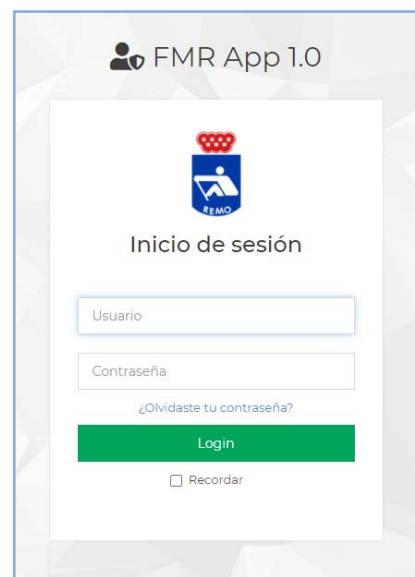 FMR App 1.0
REMO
Inicio de sesión
Usuario
Contraseña
¿Olvidaste tu contraseña?
Login
Recordar